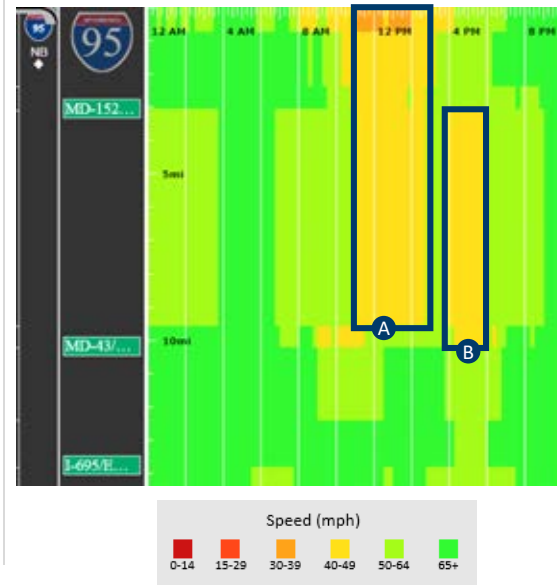 95
NB
95
12 AM 4 AM 8 AM 12 PM 4 PM 8 PM
MD-152...
5mi
MD-43/...
10mi
A
B
I-695/E...
Speed (mph)
0-14 15-29 30-39 40-49 50-64 65+